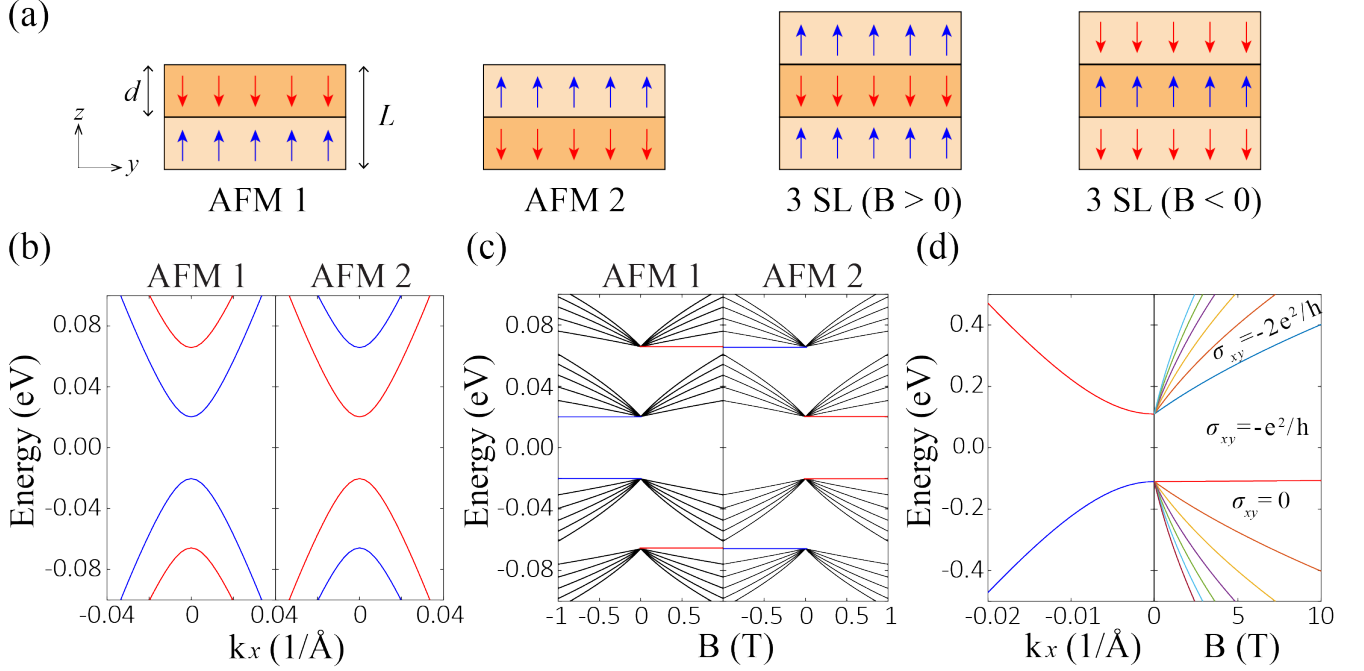 (a)
d
L
z
y
AFM 1
AFM 2
3 SL (B > 0)
3 SL (B < 0)
(b)
AFM 1
AFM 2
Energy (eV)
0.08
0.04
0.00
-0.04
-0.08
-0.04
0
0.04
0
0.04
kx (1/Å)
(c)
AFM 1
AFM 2
Energy (eV)
0.08
0.04
0.00
-0.04
-0.08
-1
-0.5
0
0.5
-0.5
0
0.5
1
B (T)
(d)
Energy (eV)
0.4
0.2
0.0
-0.2
-0.4
σxy=-2e²/h
σxy=-e²/h
σxy=0
-0.02
-0.01
0
5
10
kx (1/Å)
B (T)